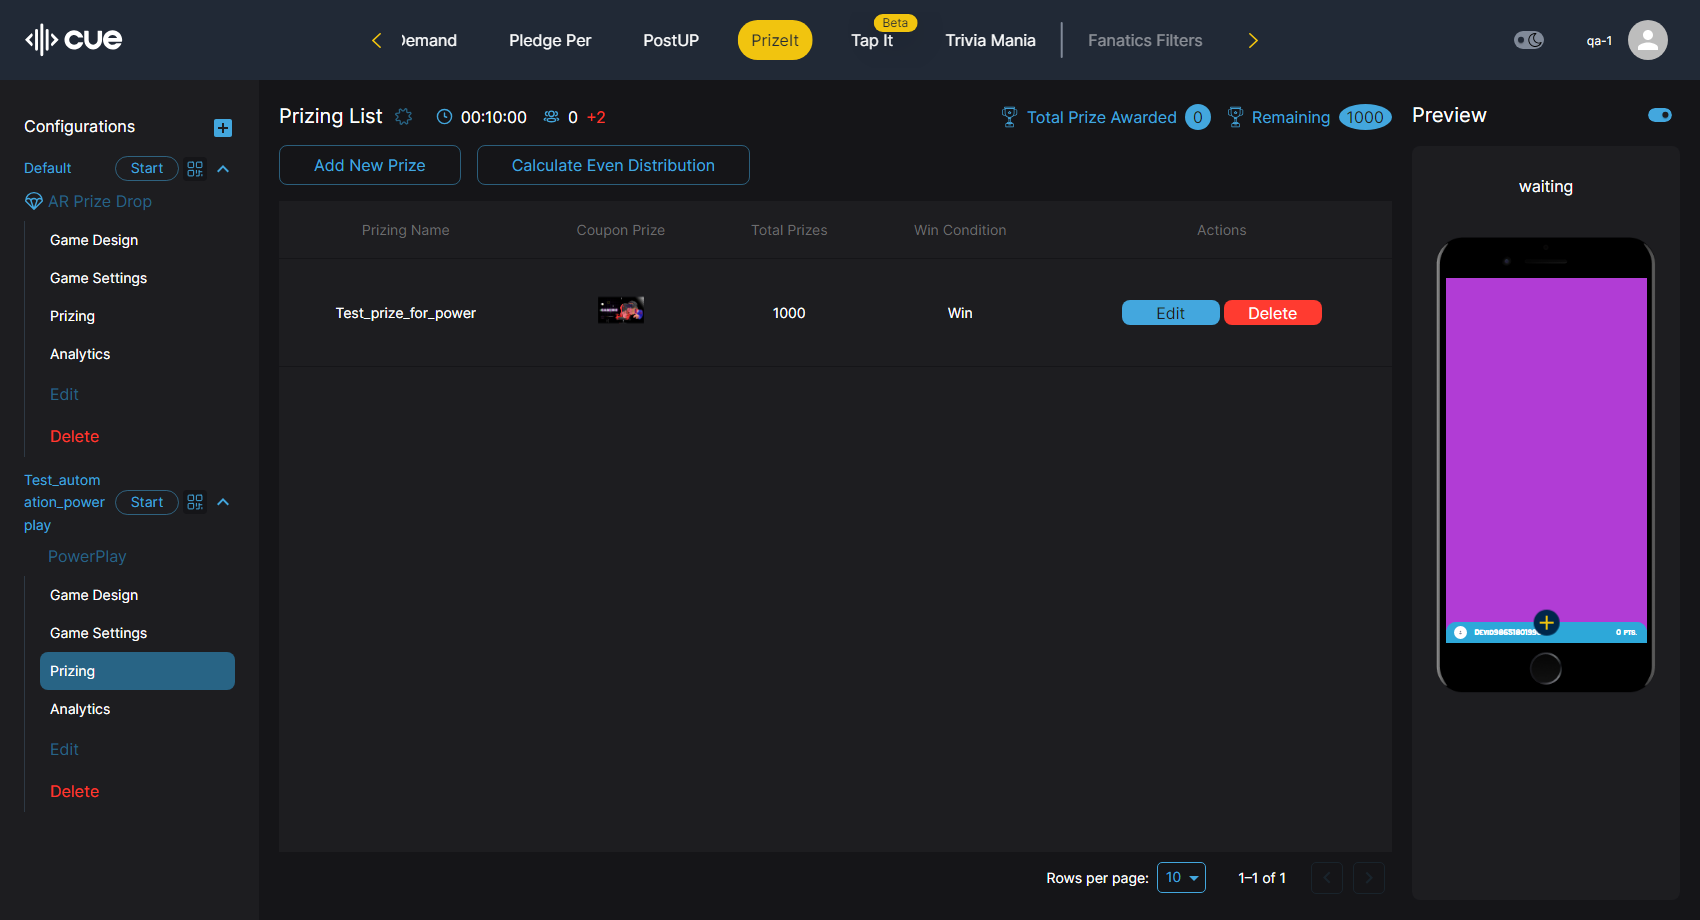 cue
Demand
Pledge Per
PostUP
PrizeIt
Beta
Tap It
Trivia Mania
Fanatics Filters
qa-1
Configurations
Default
Start
AR Prize Drop
Game Design
Game Settings
Prizing
Analytics
Edit
Delete
Test_autom
ation_power
play
Start
PowerPlay
Game Design
Game Settings
Prizing
Analytics
Edit
Delete
Prizing List
00:10:00
0 +2
Total Prize Awarded 0
Remaining 1000
Add New Prize
Calculate Even Distribution
Prizing Name
Coupon Prize
Total Prizes
Win Condition
Actions
Test_prize_for_power
1000
Win
Edit
Delete
Rows per page: 10
1–1 of 1
Preview
waiting
0 PTS.